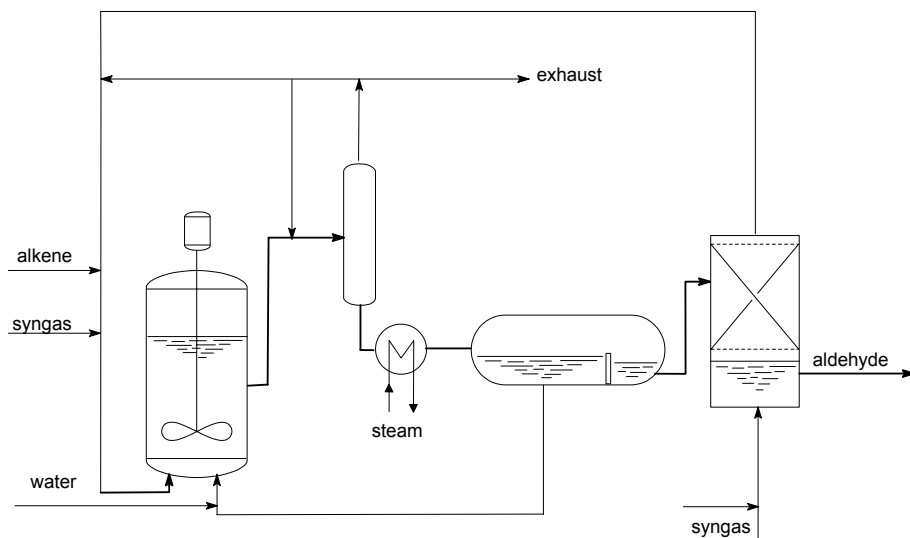 exhaust
alkene
syngas
aldehyde
steam
water
syngas